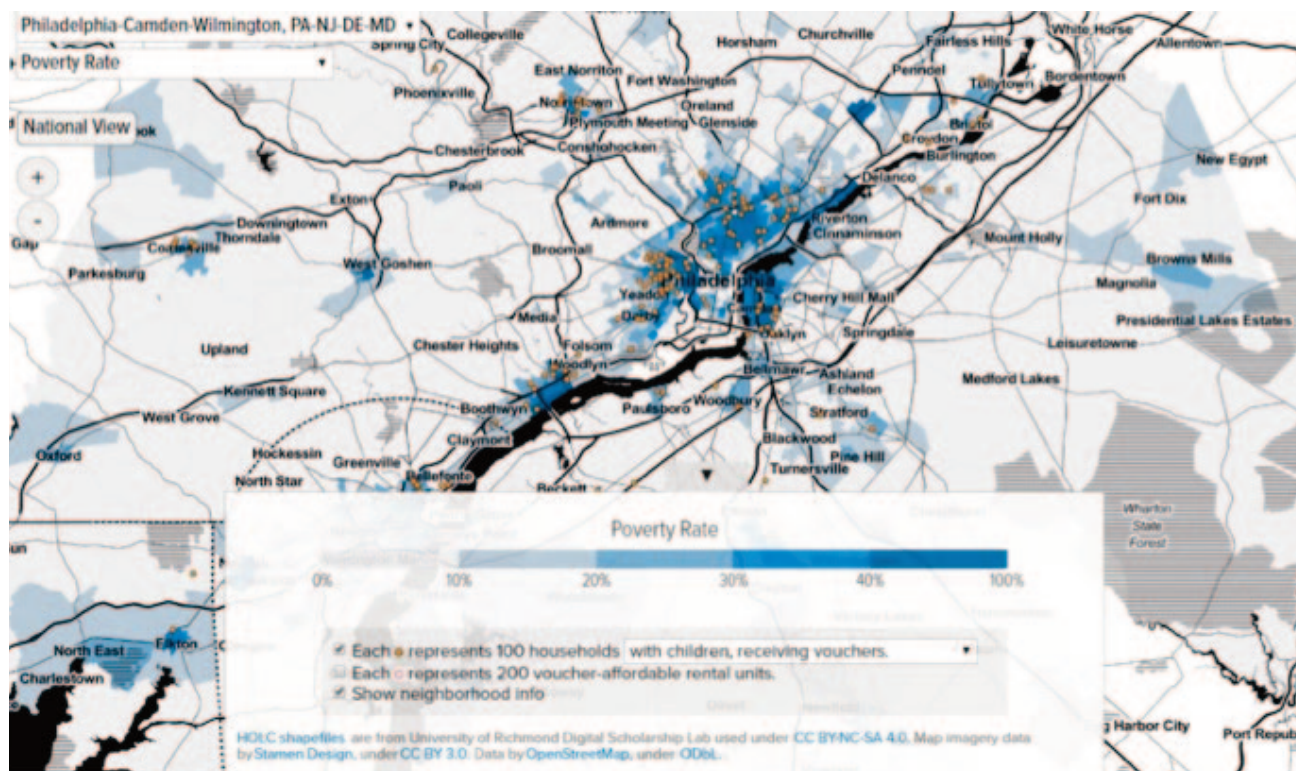 Philadelphia-Camden-Wilmington, PA-NJ-DE-MD
Poverty Rate
National View
+
-
Spring City
Collegeville
Horsham
Churchville
Fairless Hills
White Horse
Allentown
East Norriton
Fort Washington
Penndel
Tullytown
Bordentown
Phoenixville
Norristown
Oreland
Plymouth Meeting
Glenside
Bristol
Chesterbrook
Conshohocken
Croydon
Burlington
New Egypt
Paoli
Delanco
Exton
Fort Dix
Ardmore
Riverton
Downingtown
Thorndale
Cinnaminson
Mount Holly
Gap
Coatesville
Broomall
West Goshen
Browns Mills
Parkesburg
Philadelphia
Magnolia
Yeadon
Cherry Hill Mall
Media
Darby
Camden
Presidential Lakes Estates
Oaklyn
Springdale
Chester Heights
Folsom
Leisuretowne
Upland
Woodlyn
Bellmawr
Ashland
Medford Lakes
Kennett Square
Echelon
West Grove
Boothwyn
Paulsboro
Woodbury
Stratford
Claymont
Blackwood
Oxford
Hockessin
Greenville
Pine Hill
Turnersville
North Star
Bellefonte
Beckett
Wharton
State
Forest
Poverty Rate
0% 10% 20% 30% 40% 100%
North East
Elkton
Charlestown
Each represents 100 households with children, receiving vouchers.
Each represents 200 voucher-affordable rental units.
Show neighborhood info
HOLC shapefiles are from University of Richmond Digital Scholarship Lab used under CC BY-NC-SA 4.0. Map imagery data
by Stamen Design, under CC BY 3.0. Data by OpenStreetMap, under ODbL.
g Harbor City
Port Repub